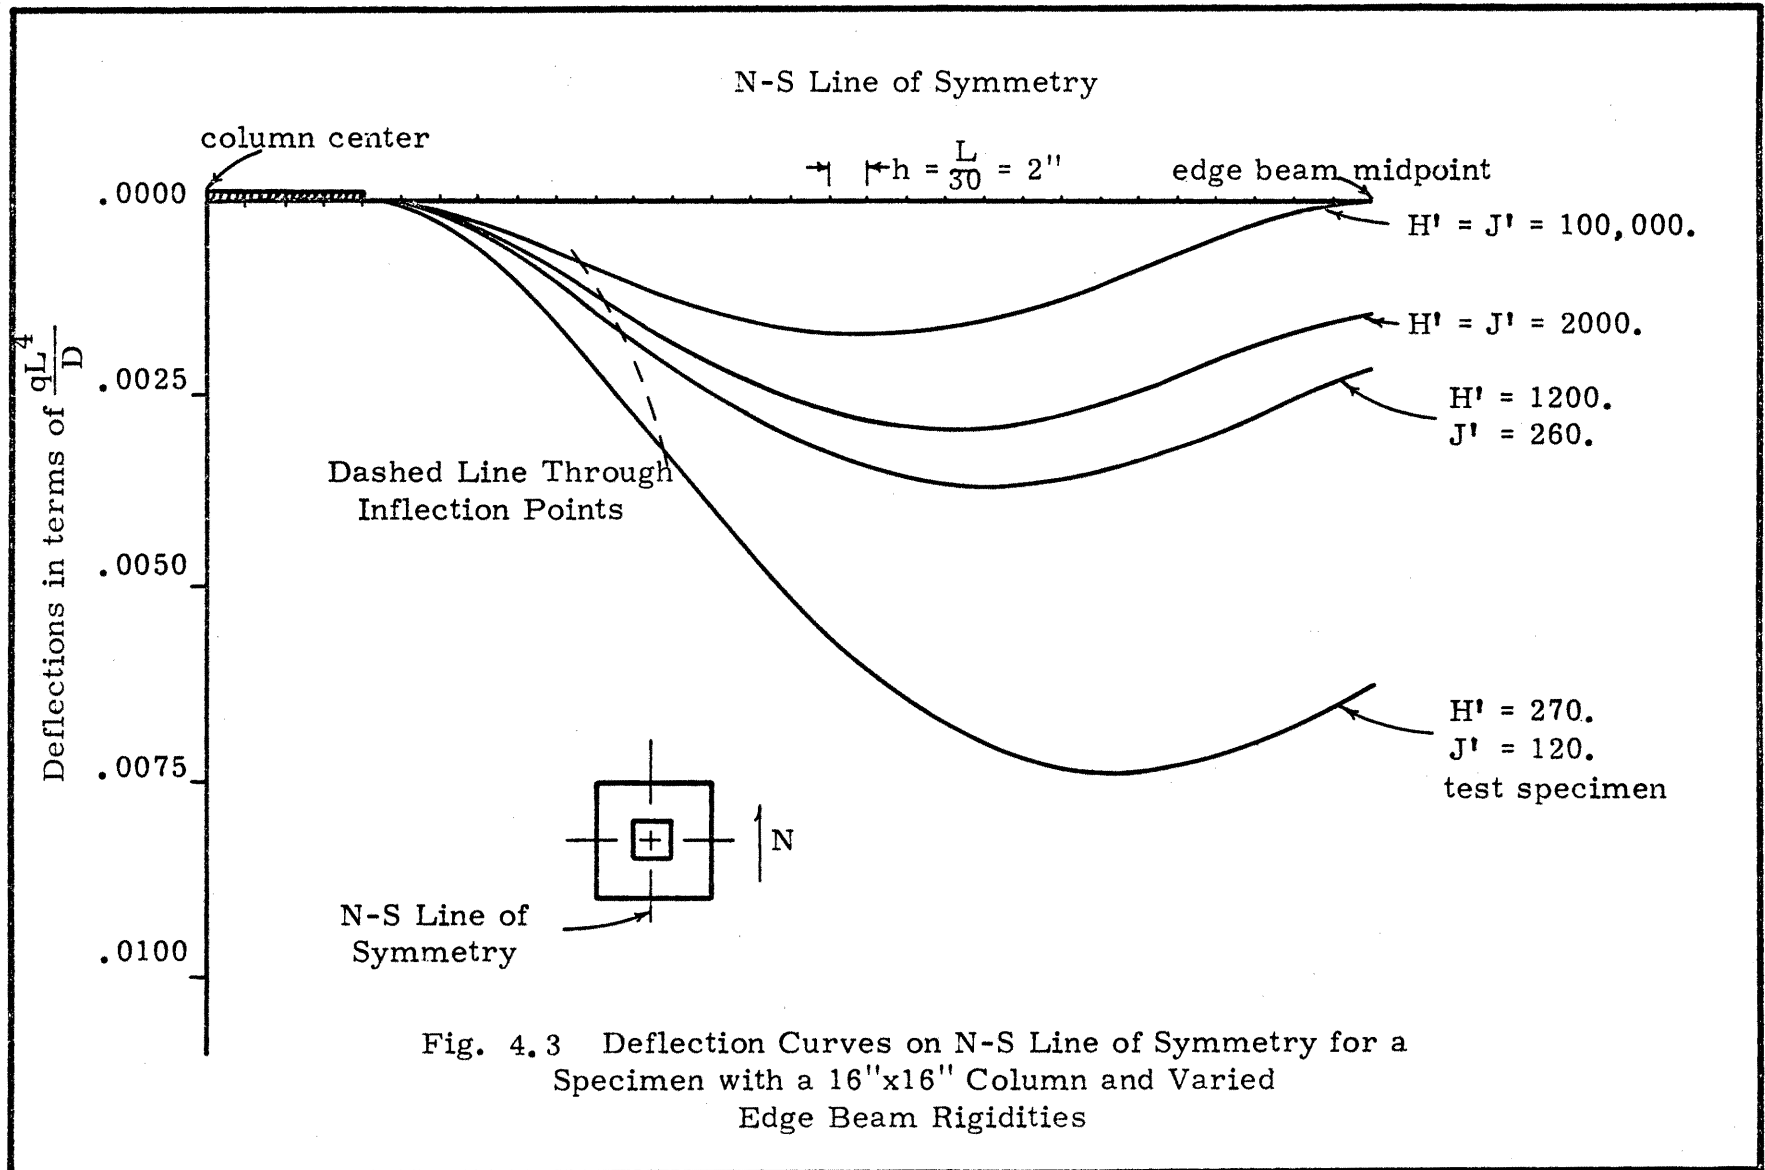 N-S Line of Symmetry
column center
h = L/30 = 2"
edge beam midpoint
.0000
H' = J' = 100,000.
H' = J' = 2000.
.0025
H' = 1200.
J' = 260.
Deflections in terms of qL^4/D
Dashed Line Through
Inflection Points
.0050
H' = 270.
J' = 120.
test specimen
.0075
N
N-S Line of
Symmetry
.0100
Fig. 4.3 Deflection Curves on N-S Line of Symmetry for a
Specimen with a 16"x16" Column and Varied
Edge Beam Rigidities